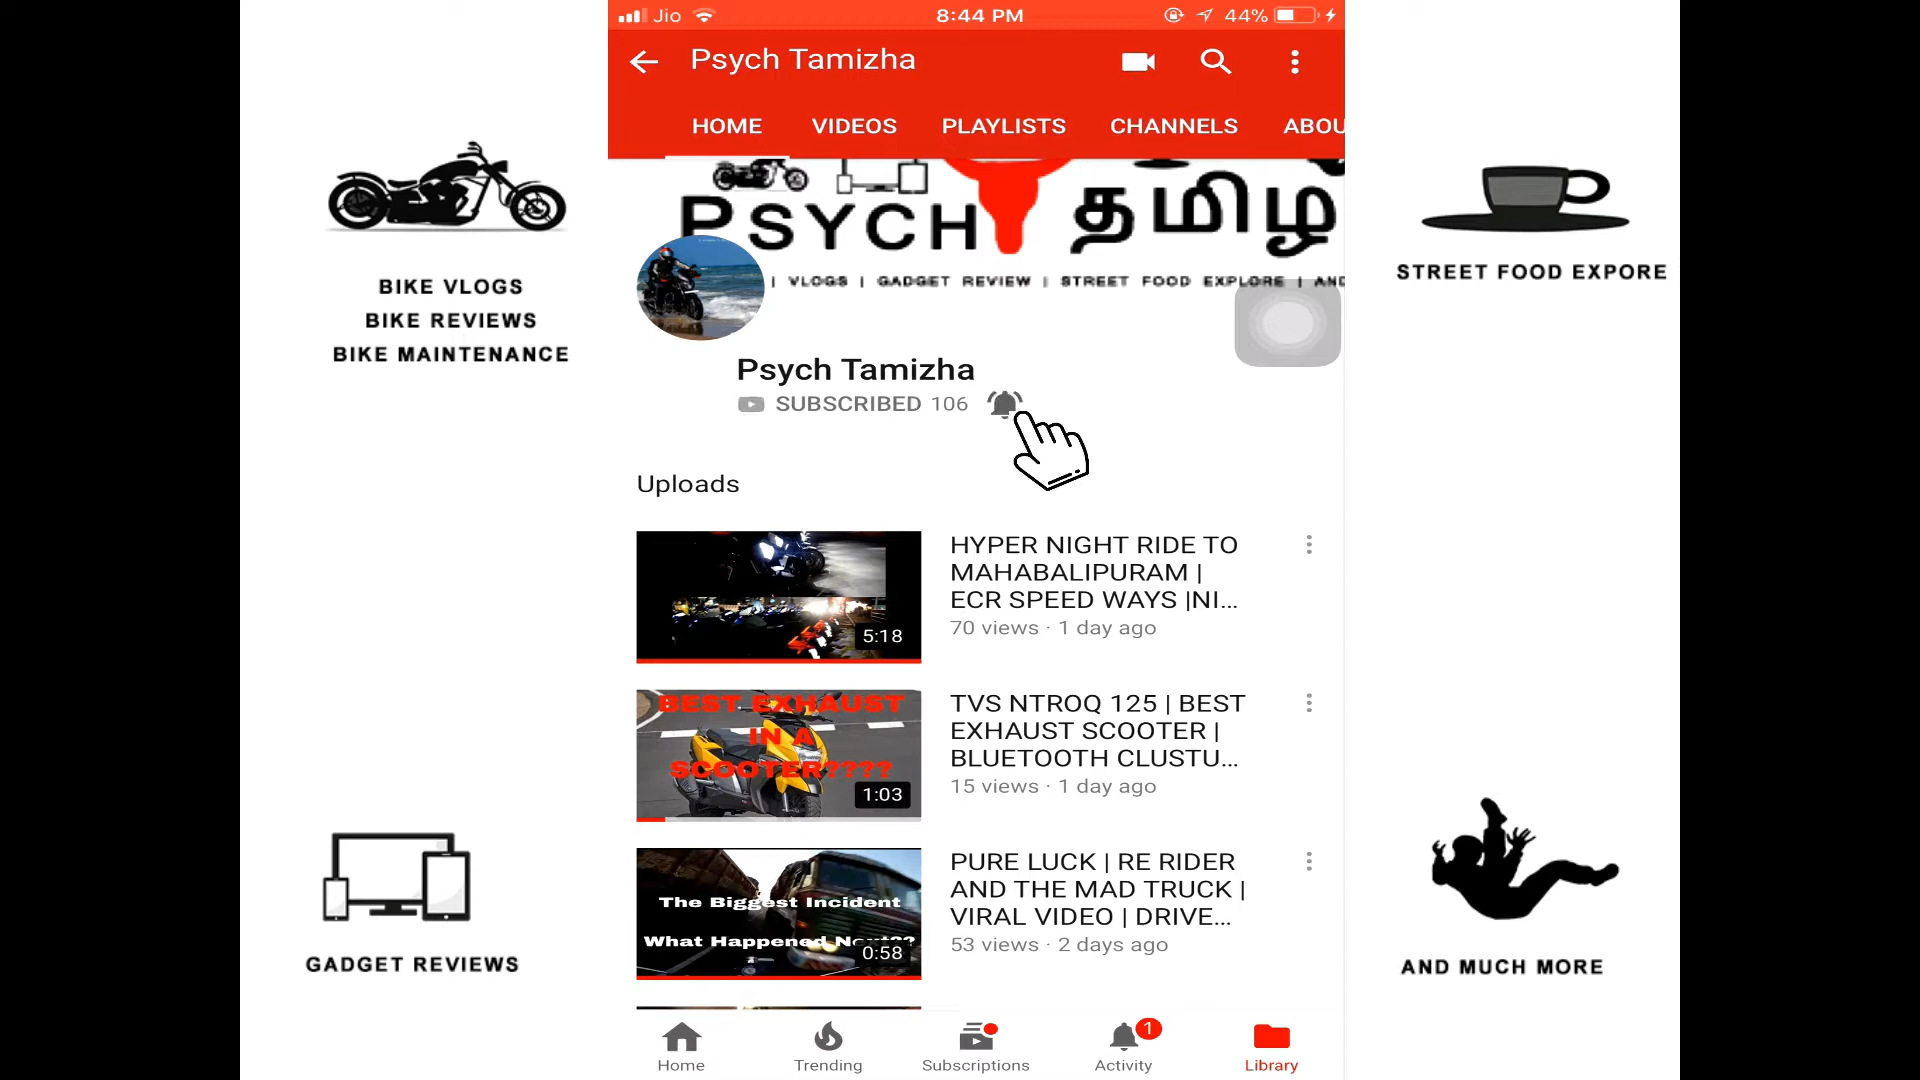 Jio
8:44 PM
44%
Psych Tamizha
HOME
VIDEOS
PLAYLISTS
CHANNELS
ABOU
PSYCH
தமிழ
| VLOGS | GADGET REVIEW | STREET FOOD EXPLORE | AND
Psych Tamizha
SUBSCRIBED 106
Uploads
5:18
HYPER NIGHT RIDE TO
MAHABALIPURAM |
ECR SPEED WAYS |NI...
70 views · 1 day ago
BEST EXHAUST
IN A
SCOOTER????
1:03
TVS NTROQ 125 | BEST
EXHAUST SCOOTER |
BLUETOOTH CLUSTU...
15 views · 1 day ago
The Biggest Incident
What Happened Next??
0:58
PURE LUCK | RE RIDER
AND THE MAD TRUCK |
VIRAL VIDEO | DRIVE...
53 views · 2 days ago
Home
Trending
Subscriptions
1
Activity
Library
BIKE VLOGS
BIKE REVIEWS
BIKE MAINTENANCE
GADGET REVIEWS
STREET FOOD EXPORE
AND MUCH MORE